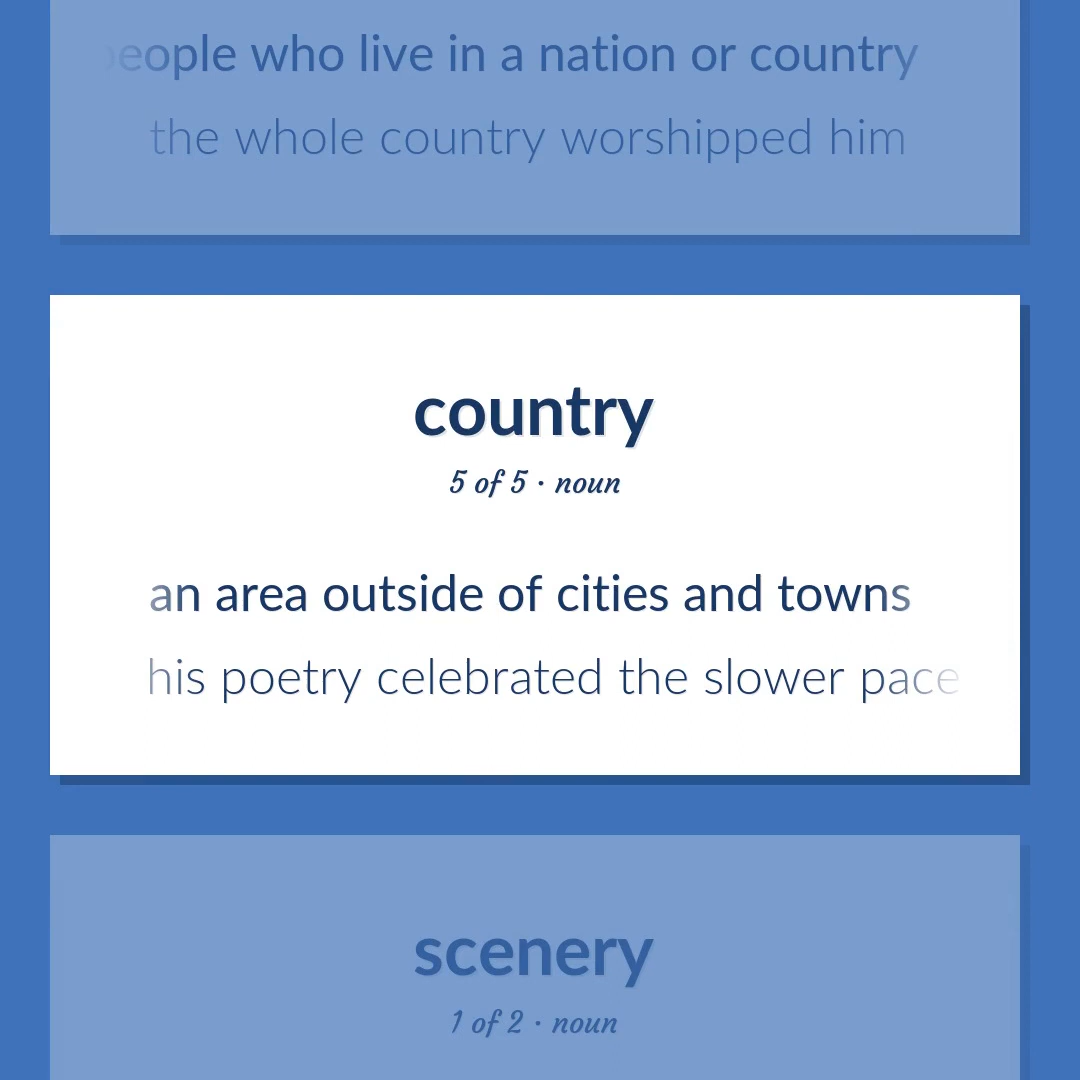 people who live in a nation or country
the whole country worshipped him
country
5 of 5 · noun
an area outside of cities and towns
his poetry celebrated the slower pace
scenery
1 of 2 · noun